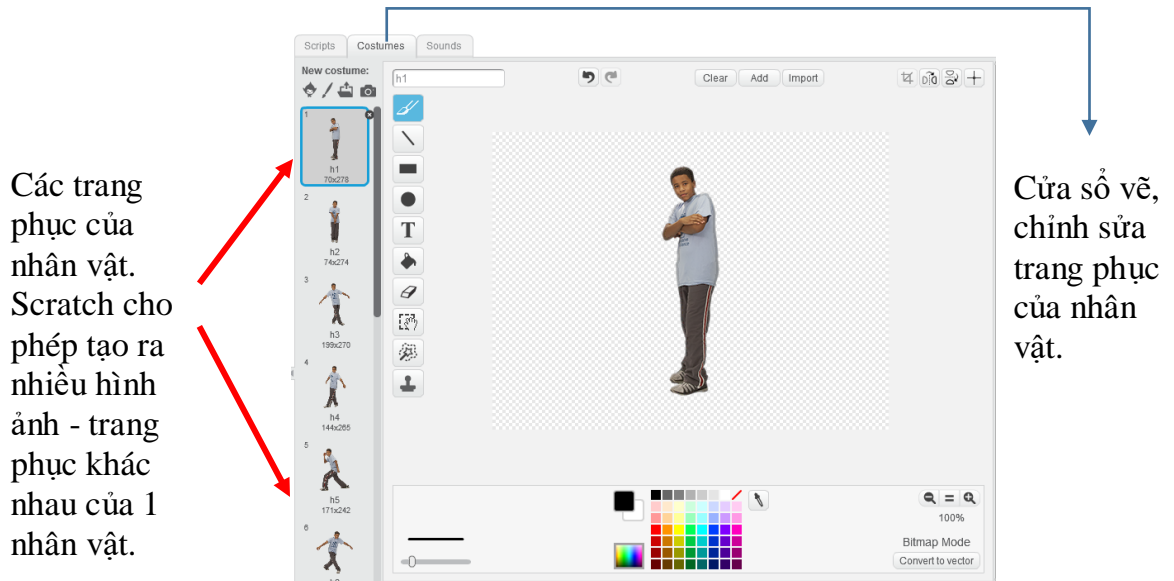 Scripts
Costumes
Sounds
New costume:
h1
Clear
Add
Import
1
h1
70x278
2
h2
74x274
3
h3
199x270
4
h4
144x265
5
h5
171x242
6
T
100%
Bitmap Mode
Convert to vector
Các trang
phục của
nhân vật.
Scratch cho
phép tạo ra
nhiều hình
ảnh - trang
phục khác
nhau của 1
nhân vật.
Cửa sổ vẽ,
chỉnh sửa
trang phục
của nhân
vật.